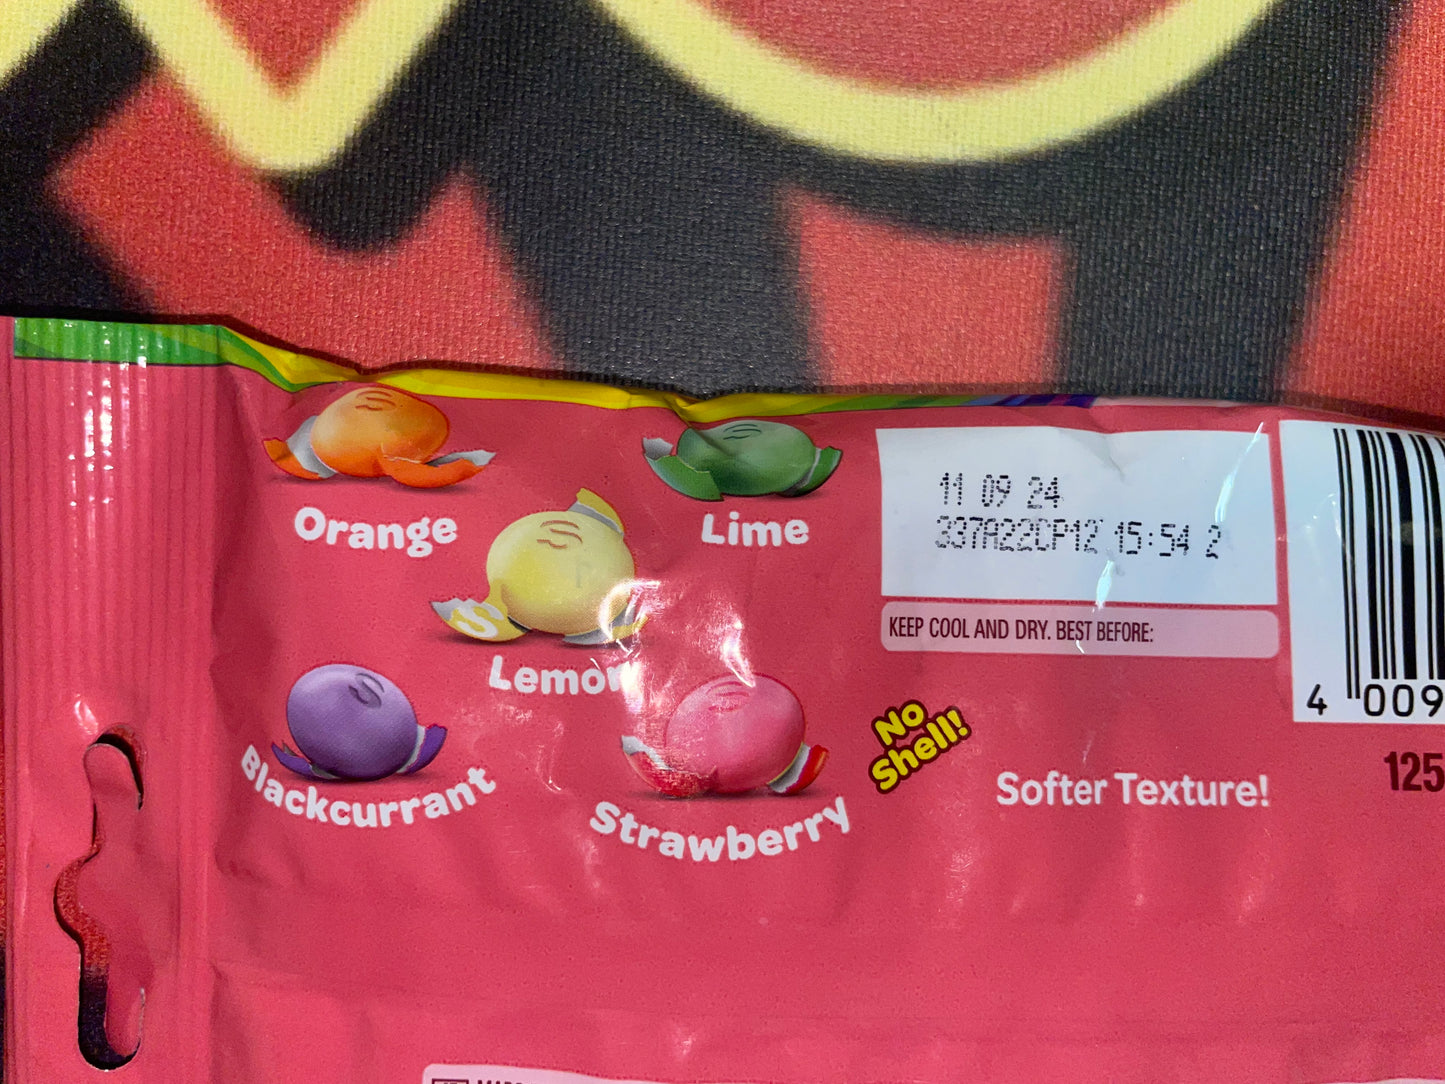 Orange
Lime
Lemon
Blackcurrant
Strawberry
11 09 24
337A22CP12 15:54 2
KEEP COOL AND DRY. BEST BEFORE:
No
Shell!
Softer Texture!
4 009
125